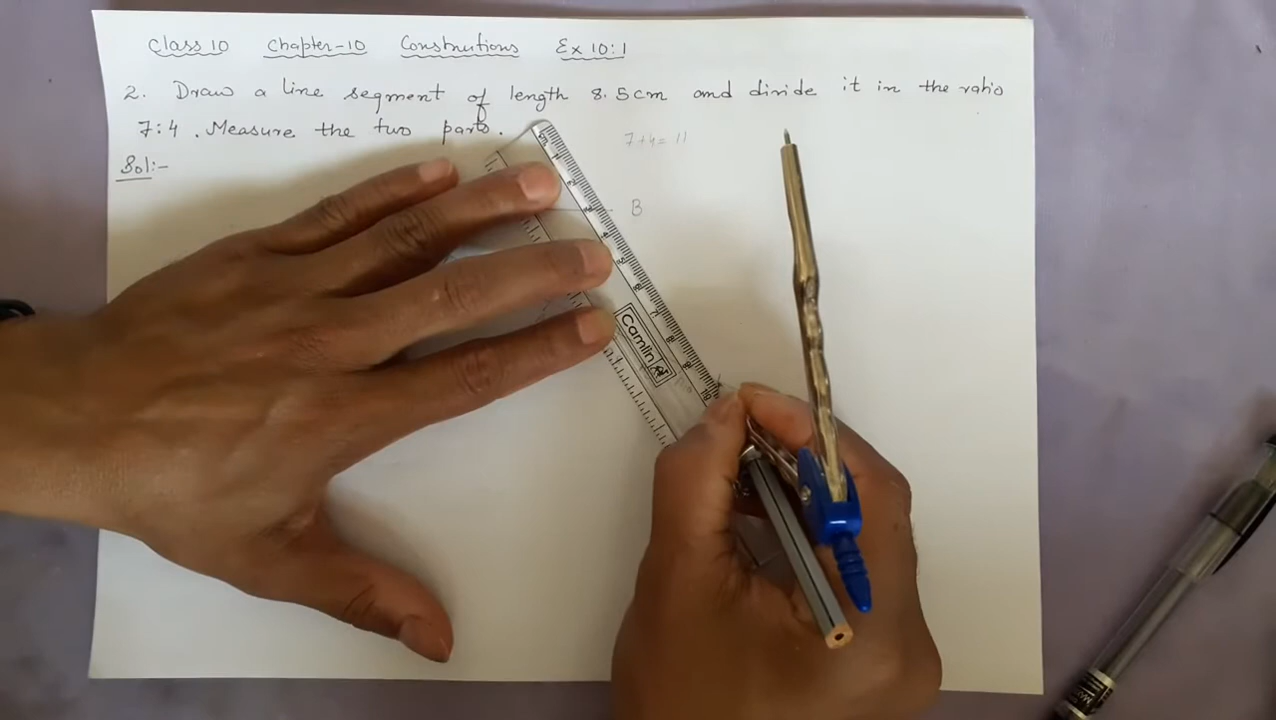 Class 10 Chapter-10 Constructions Ex 10:1
2. Draw a line segment of length 8.5cm and divide it in the ratio
7:4. Measure the two parts.
7+4= 11
Sol:-
B
Camlin